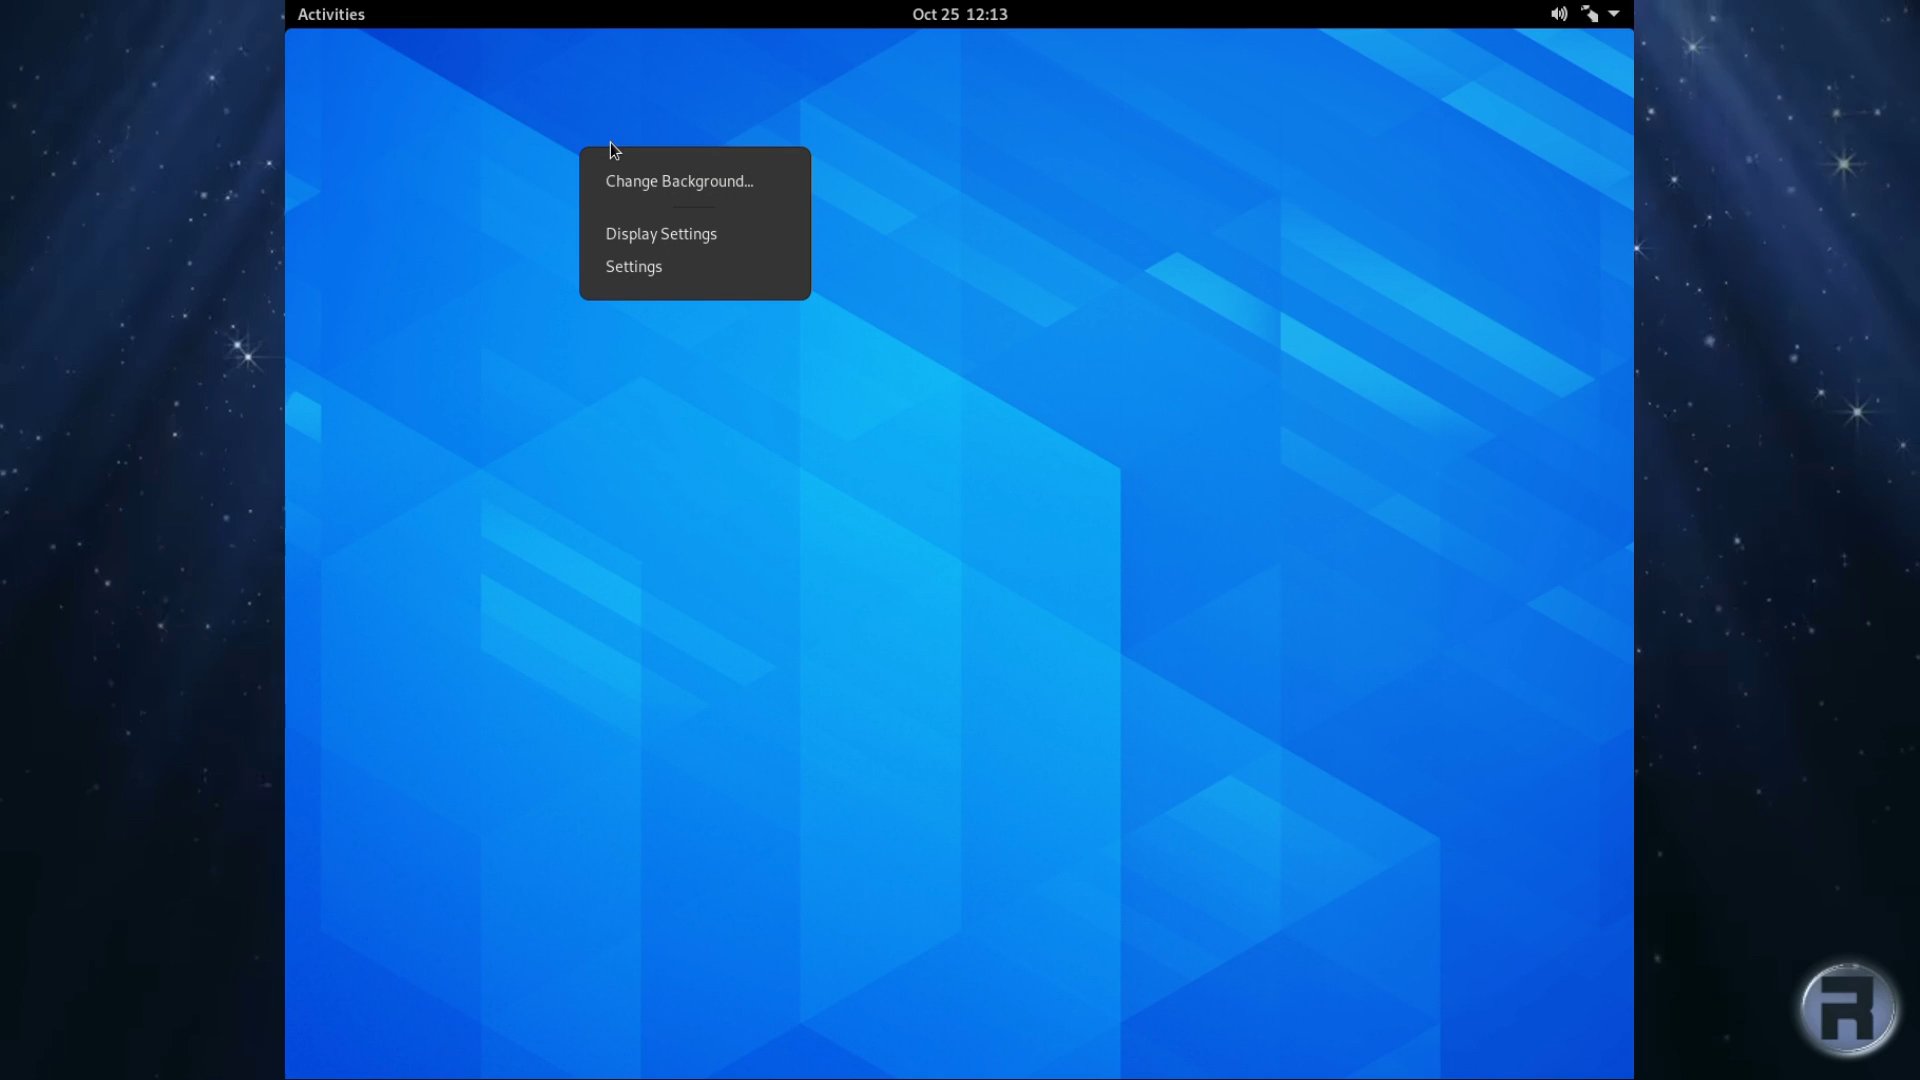 Activities
Oct 25 12:13
Change Background...
Display Settings
Settings
R